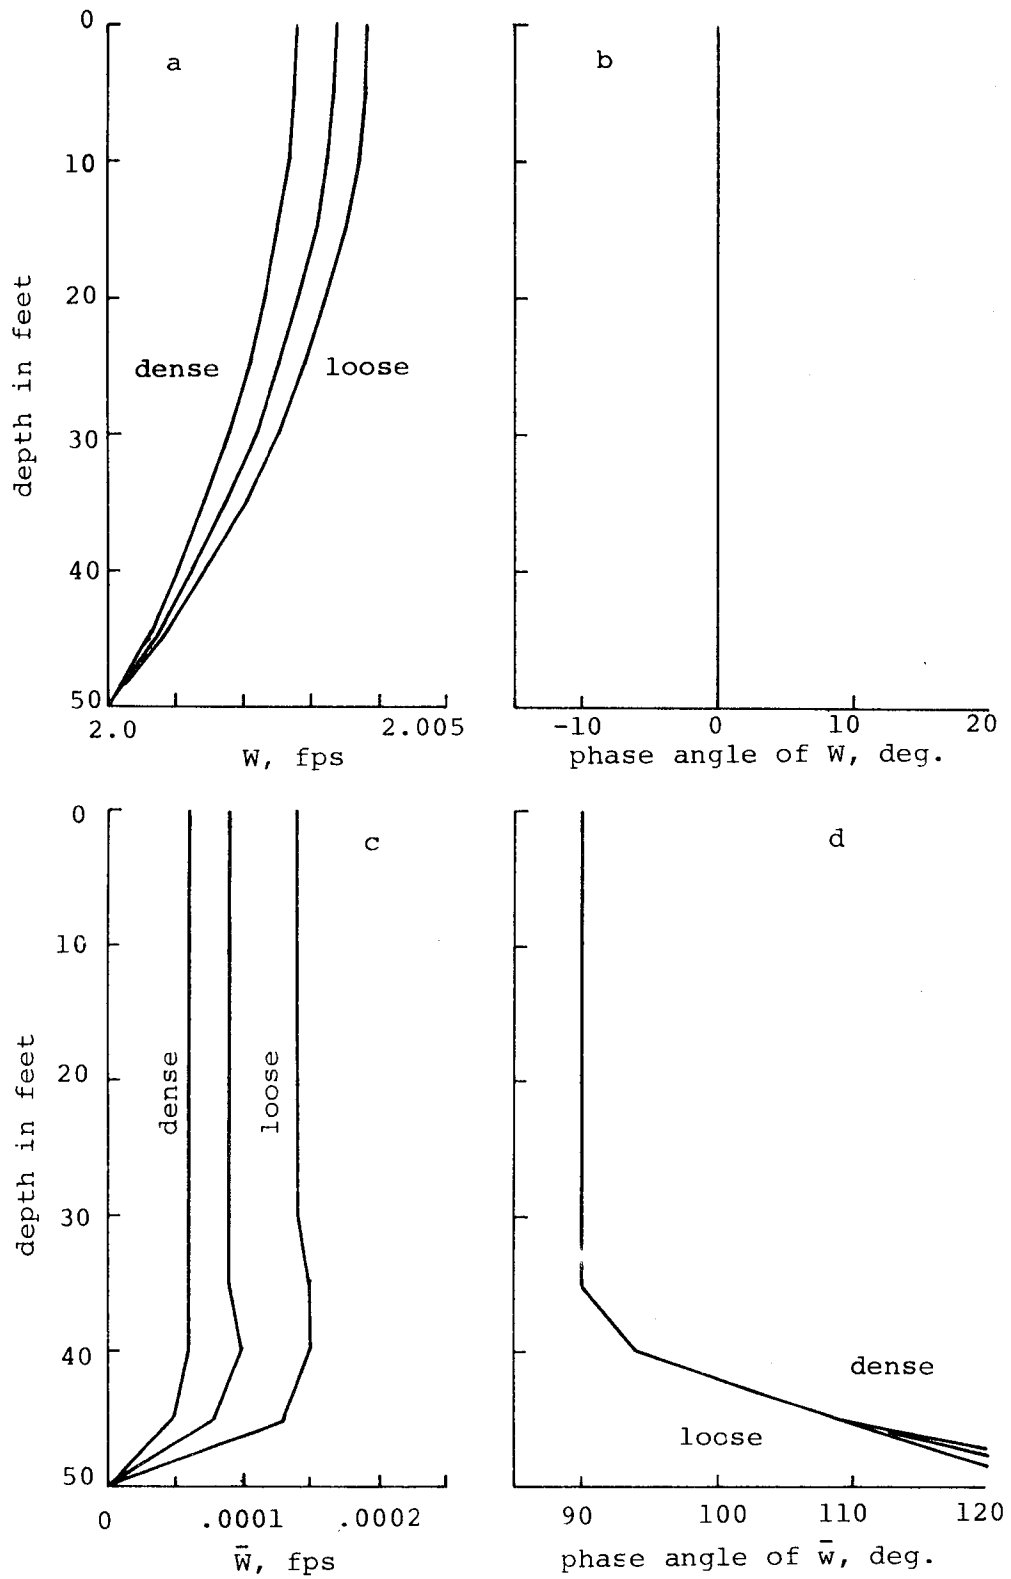 0
a
10
20
dense
loose
30
40
50
2.0
2.005
W, fps
depth in feet
b
-10
0
10
20
phase angle of W, deg.
0
c
10
20
dense
loose
30
40
50
0
.0001
.0002
W̄, fps
depth in feet
d
dense
loose
90
100
110
120
phase angle of w̄, deg.